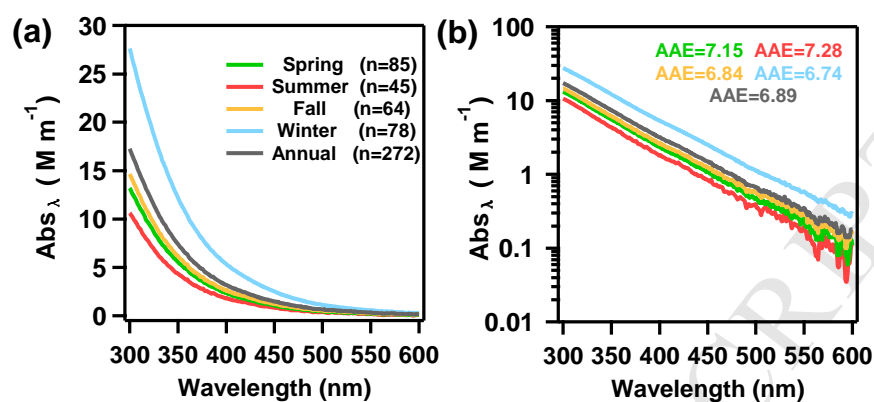 (a)
Abs λ ( M m-1)
30
25
20
15
10
5
0
Spring (n=85)
Summer (n=45)
Fall (n=64)
Winter (n=78)
Annual (n=272)
300 350 400 450 500 550 600
Wavelength (nm)
(b)
Abs λ ( M m-1)
100
10
1
0.1
0.01
AAE=7.15 AAE=7.28
AAE=6.84 AAE=6.74
AAE=6.89
300 350 400 450 500 550 600
Wavelength (nm)
CRIPT